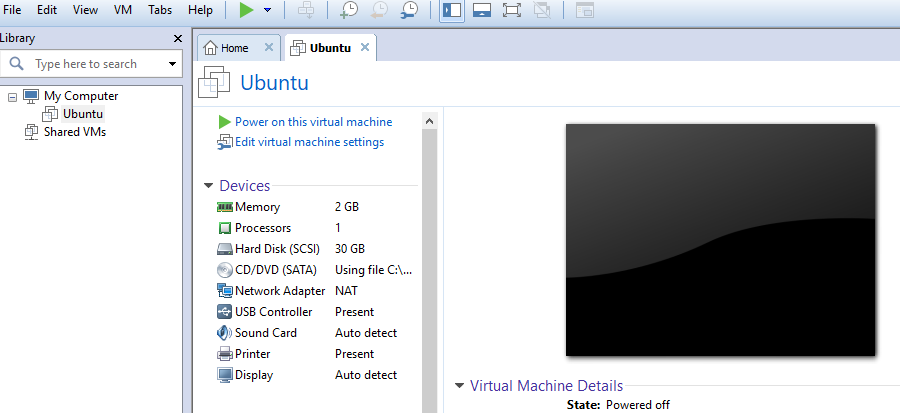 File Edit View VM Tabs Help
Library
Home
Ubuntu
Type here to search
Ubuntu
My Computer
Ubuntu
Shared VMs
Power on this virtual machine
Edit virtual machine settings
Devices
Memory 2 GB
Processors 1
Hard Disk (SCSI) 30 GB
CD/DVD (SATA) Using file C:\...
Network Adapter NAT
USB Controller Present
Sound Card Auto detect
Printer Present
Display Auto detect
Virtual Machine Details
State: Powered off